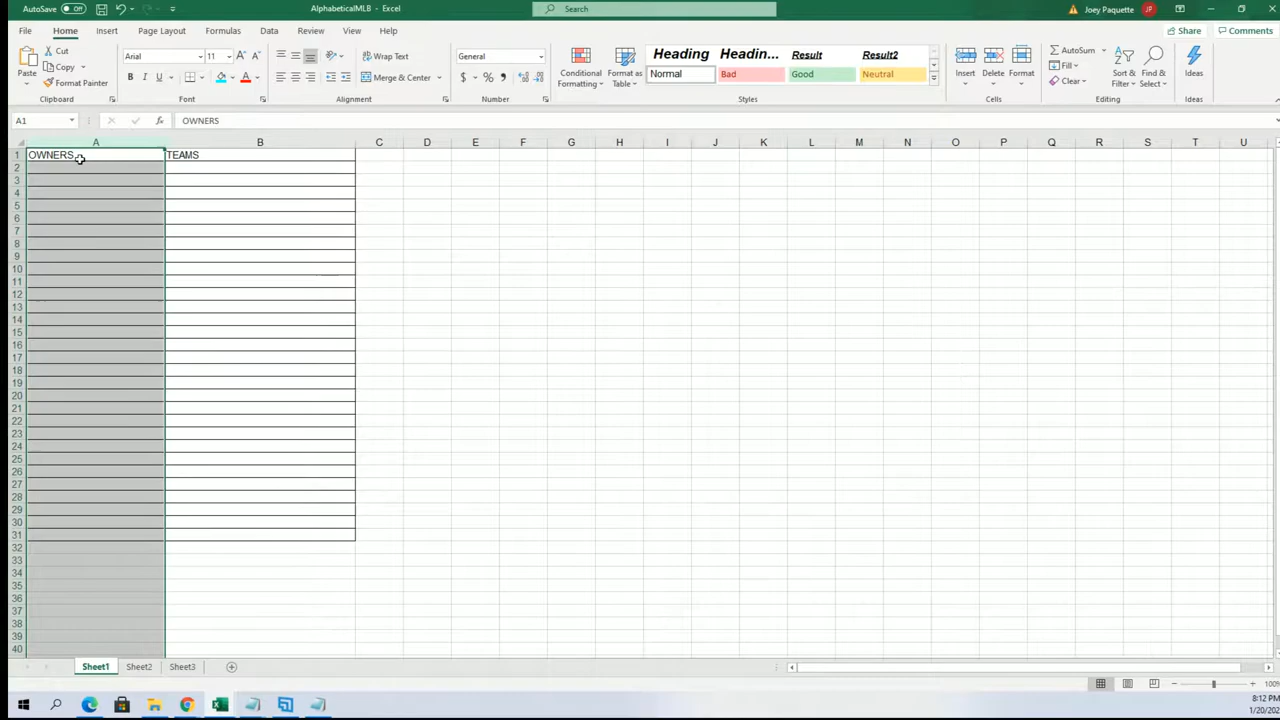 AutoSave Off AlphabeticalMLB - Excel Search Joey Paquette JP
File Home Insert Page Layout Formulas Data Review View Help Share Comments
Paste Cut Copy Format Painter Clipboard
Arial 11 A A B I U A Font
ab Wrap Text Merge & Center Alignment
General $ % , Number
Conditional Formatting Format as Table
Heading Headin... Result Result2
Normal Bad Good Neutral
Styles
Insert Delete Format Cells
AutoSum Fill Clear Sort & Filter Find & Select Editing
Ideas Ideas
A1 fx OWNERS
A B C D E F G H I J K L M N O P Q R S T U
1 OWNERS TEAMS
2
3
4
5
6
7
8
9
10
11
12
13
14
15
16
17
18
19
20
21
22
23
24
25
26
27
28
29
30
31
32
33
34
35
36
37
38
39
40
Sheet1 Sheet2 Sheet3
100%
8:12 PM
1/20/202